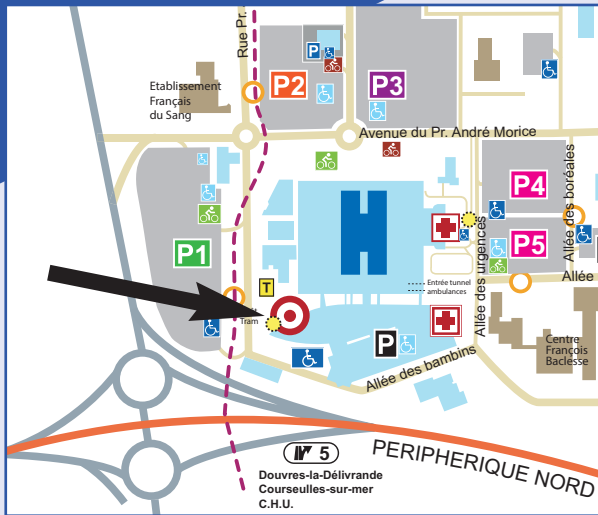 Rue Pr.
P
P2
P3
Etablissement
Français
du Sang
Avenue du Pr. André Morice
P4
Allée des boréales
P1
H
P5
Allée des urgences
Allée
T
Entrée tunnel
ambulances
Tram
P
Centre
François
Baclesse
Allée des bambins
5
PERIPHERIQUE NORD
Douvres-la-Délivrande
Courseulles-sur-mer
C.H.U.